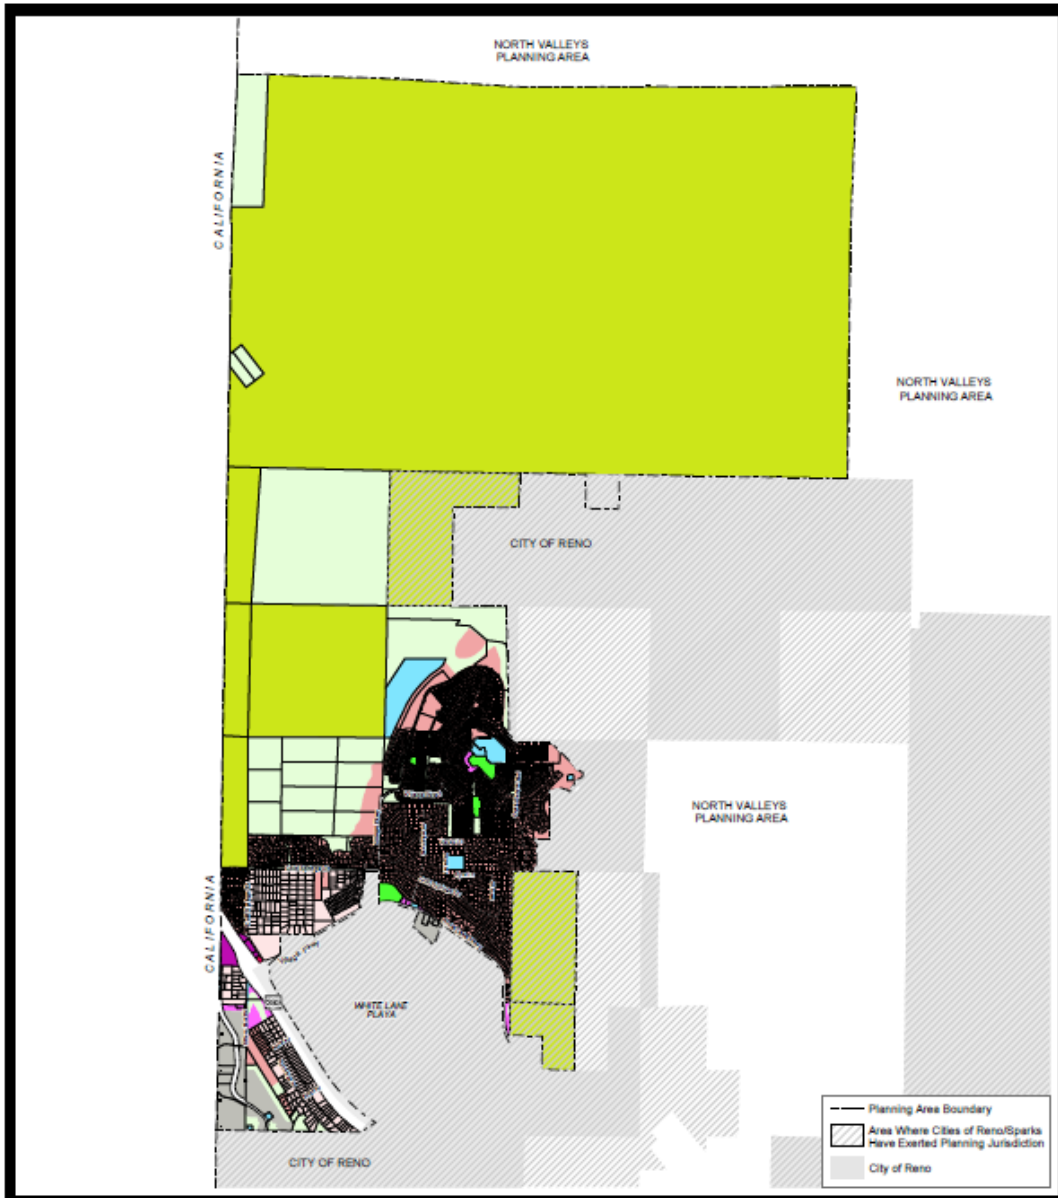 NORTH VALLEYS
PLANNING AREA
CALIFORNIA
NORTH VALLEYS
PLANNING AREA
CITY OF RENO
NORTH VALLEYS
PLANNING AREA
CALIFORNIA
WHITE LANE
PLAYA
CITY OF RENO
Planning Area Boundary
Area Where Cities of Reno/Sparks
Have Exerted Planning Jurisdiction
City of Reno